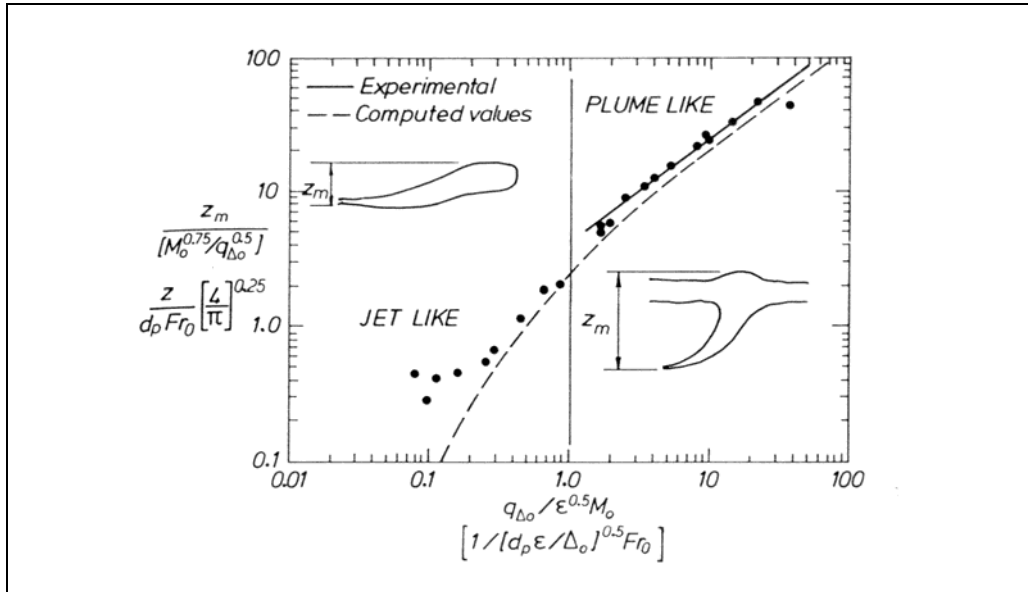 100
10
1.0
0.1
Experimental
Computed values
PLUME LIKE
JET LIKE
z_m
z_m
z_m
[M_o^0.75/q_Δo^0.5]
z
d_p Fr_0 [4/π]^0.25
0.01 0.1 1.0 10 100
q_Δo/ε^0.5 M_o
[1/[d_p ε/Δ_o]^0.5 Fr_0]